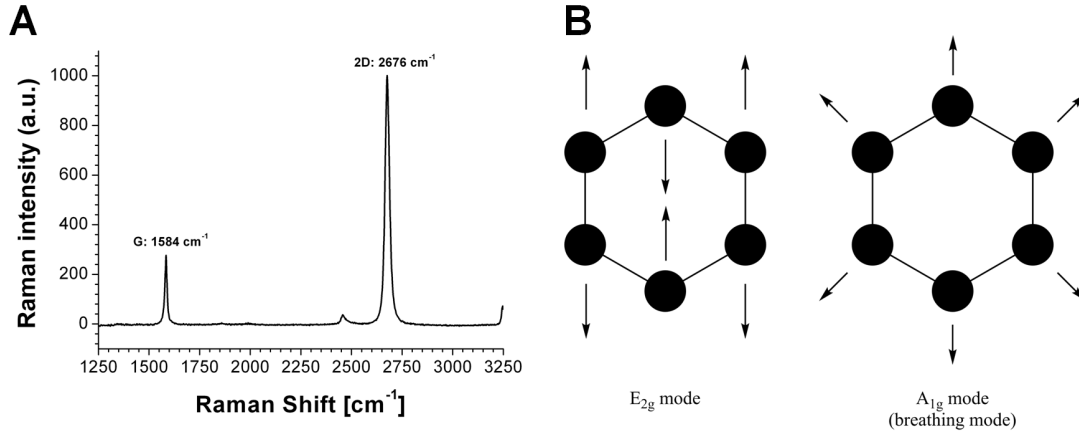 A
Raman intensity (a.u.)
1000
800
600
400
200
0
G: 1584 cm⁻¹
2D: 2676 cm⁻¹
1250 1500 1750 2000 2250 2500 2750 3000 3250
Raman Shift [cm⁻¹]
B
E₂g mode
A₁g mode
(breathing mode)